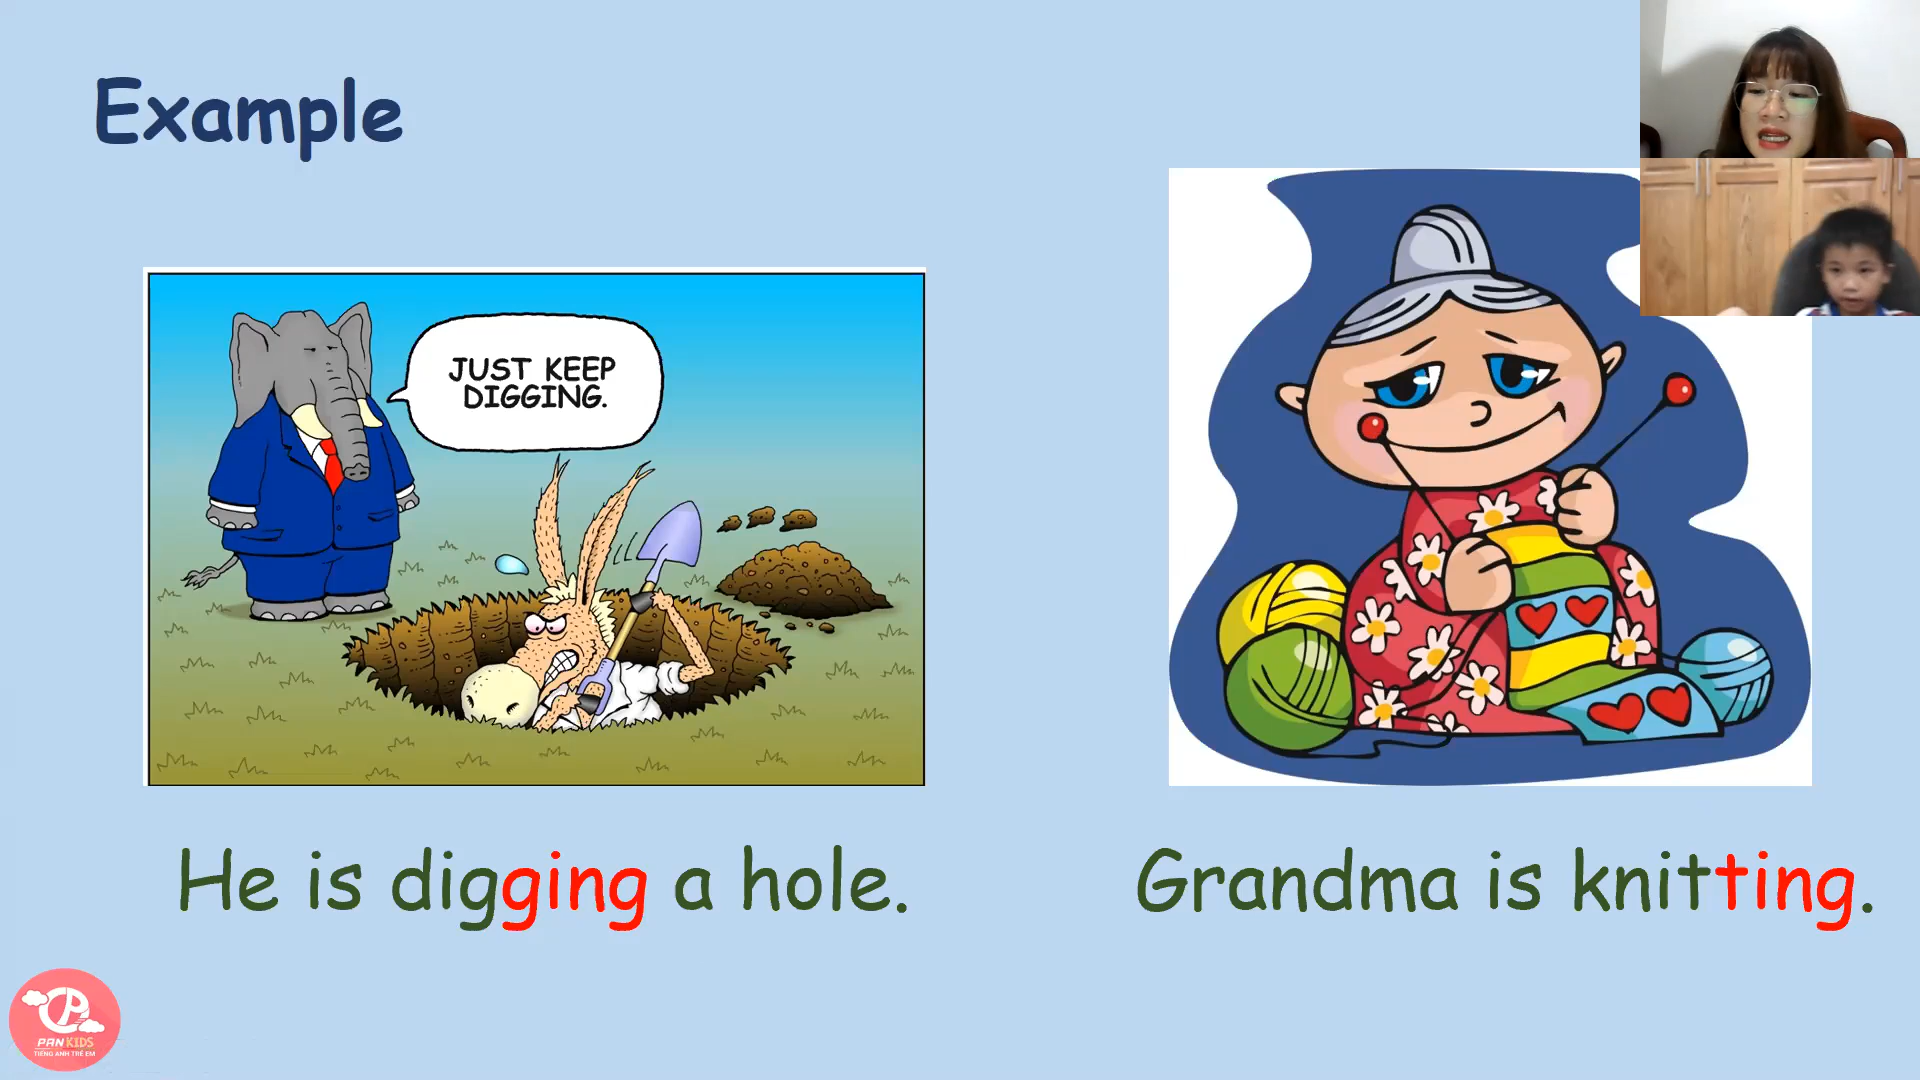 Example
JUST KEEP
DIGGING.
He is digging a hole.
Grandma is knitting.
PAN KIDS
TIẾNG ANH TRẺ EM